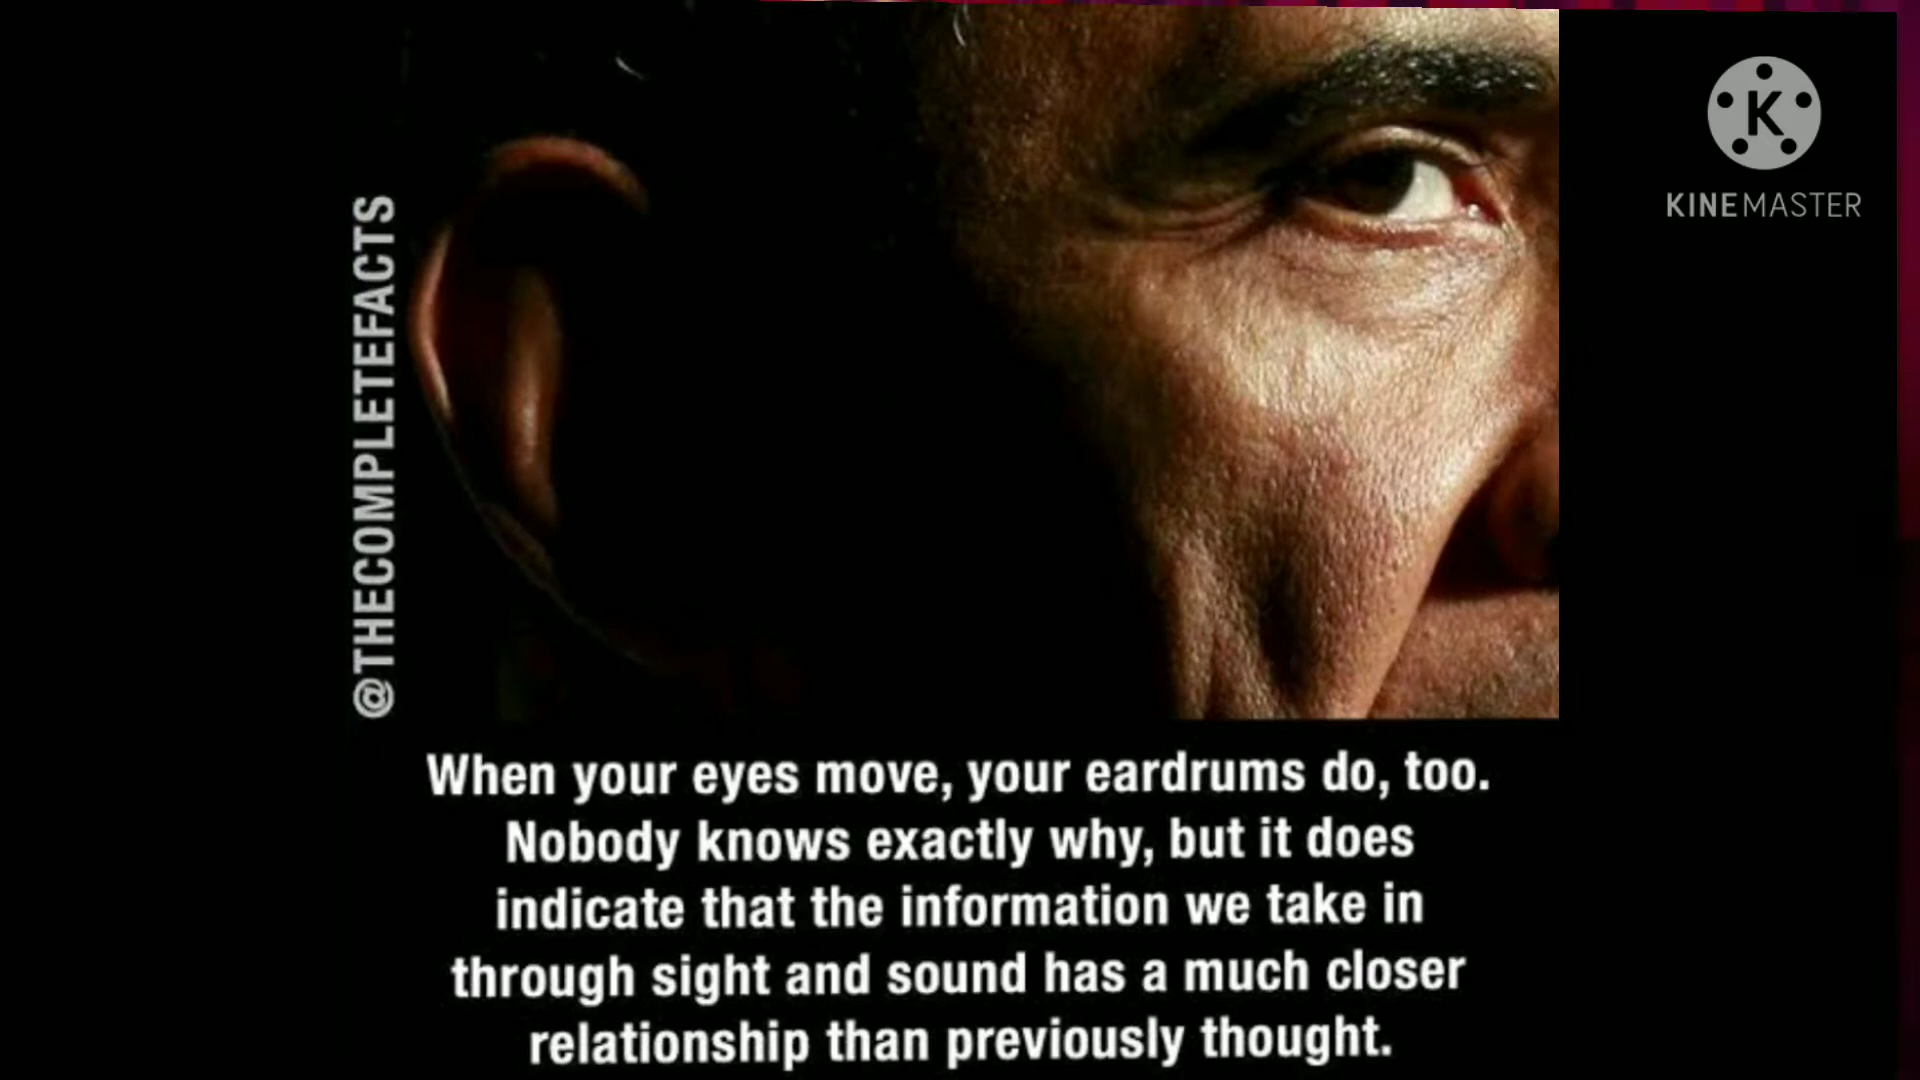 K
KINEMASTER
@THECOMPLETEFACTS
When your eyes move, your eardrums do, too.
Nobody knows exactly why, but it does
indicate that the information we take in
through sight and sound has a much closer
relationship than previously thought.